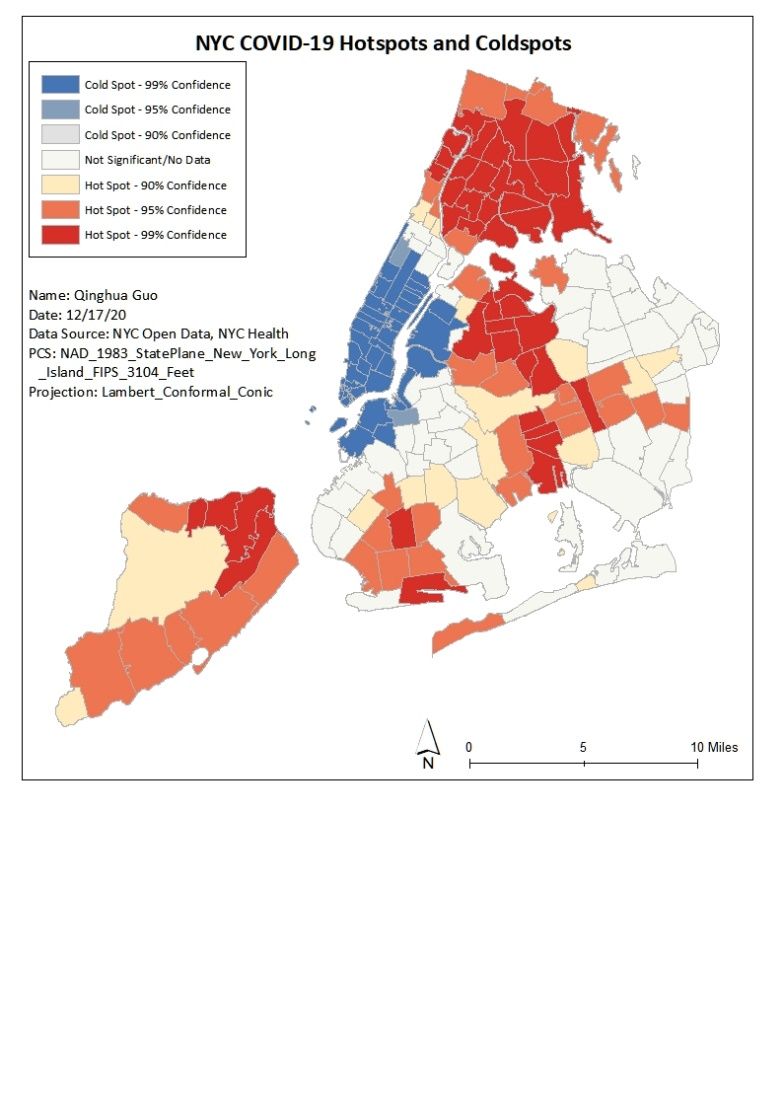 NYC COVID-19 Hotspots and Coldspots
Cold Spot - 99% Confidence
Cold Spot - 95% Confidence
Cold Spot - 90% Confidence
Not Significant/No Data
Hot Spot - 90% Confidence
Hot Spot - 95% Confidence
Hot Spot - 99% Confidence
Name: Qinghua Guo
Date: 12/17/20
Data Source: NYC Open Data, NYC Health
PCS: NAD_1983_StatePlane_New_York_Long
_Island_FIPS_3104_Feet
Projection: Lambert_Conformal_Conic
N
0 5 10 Miles